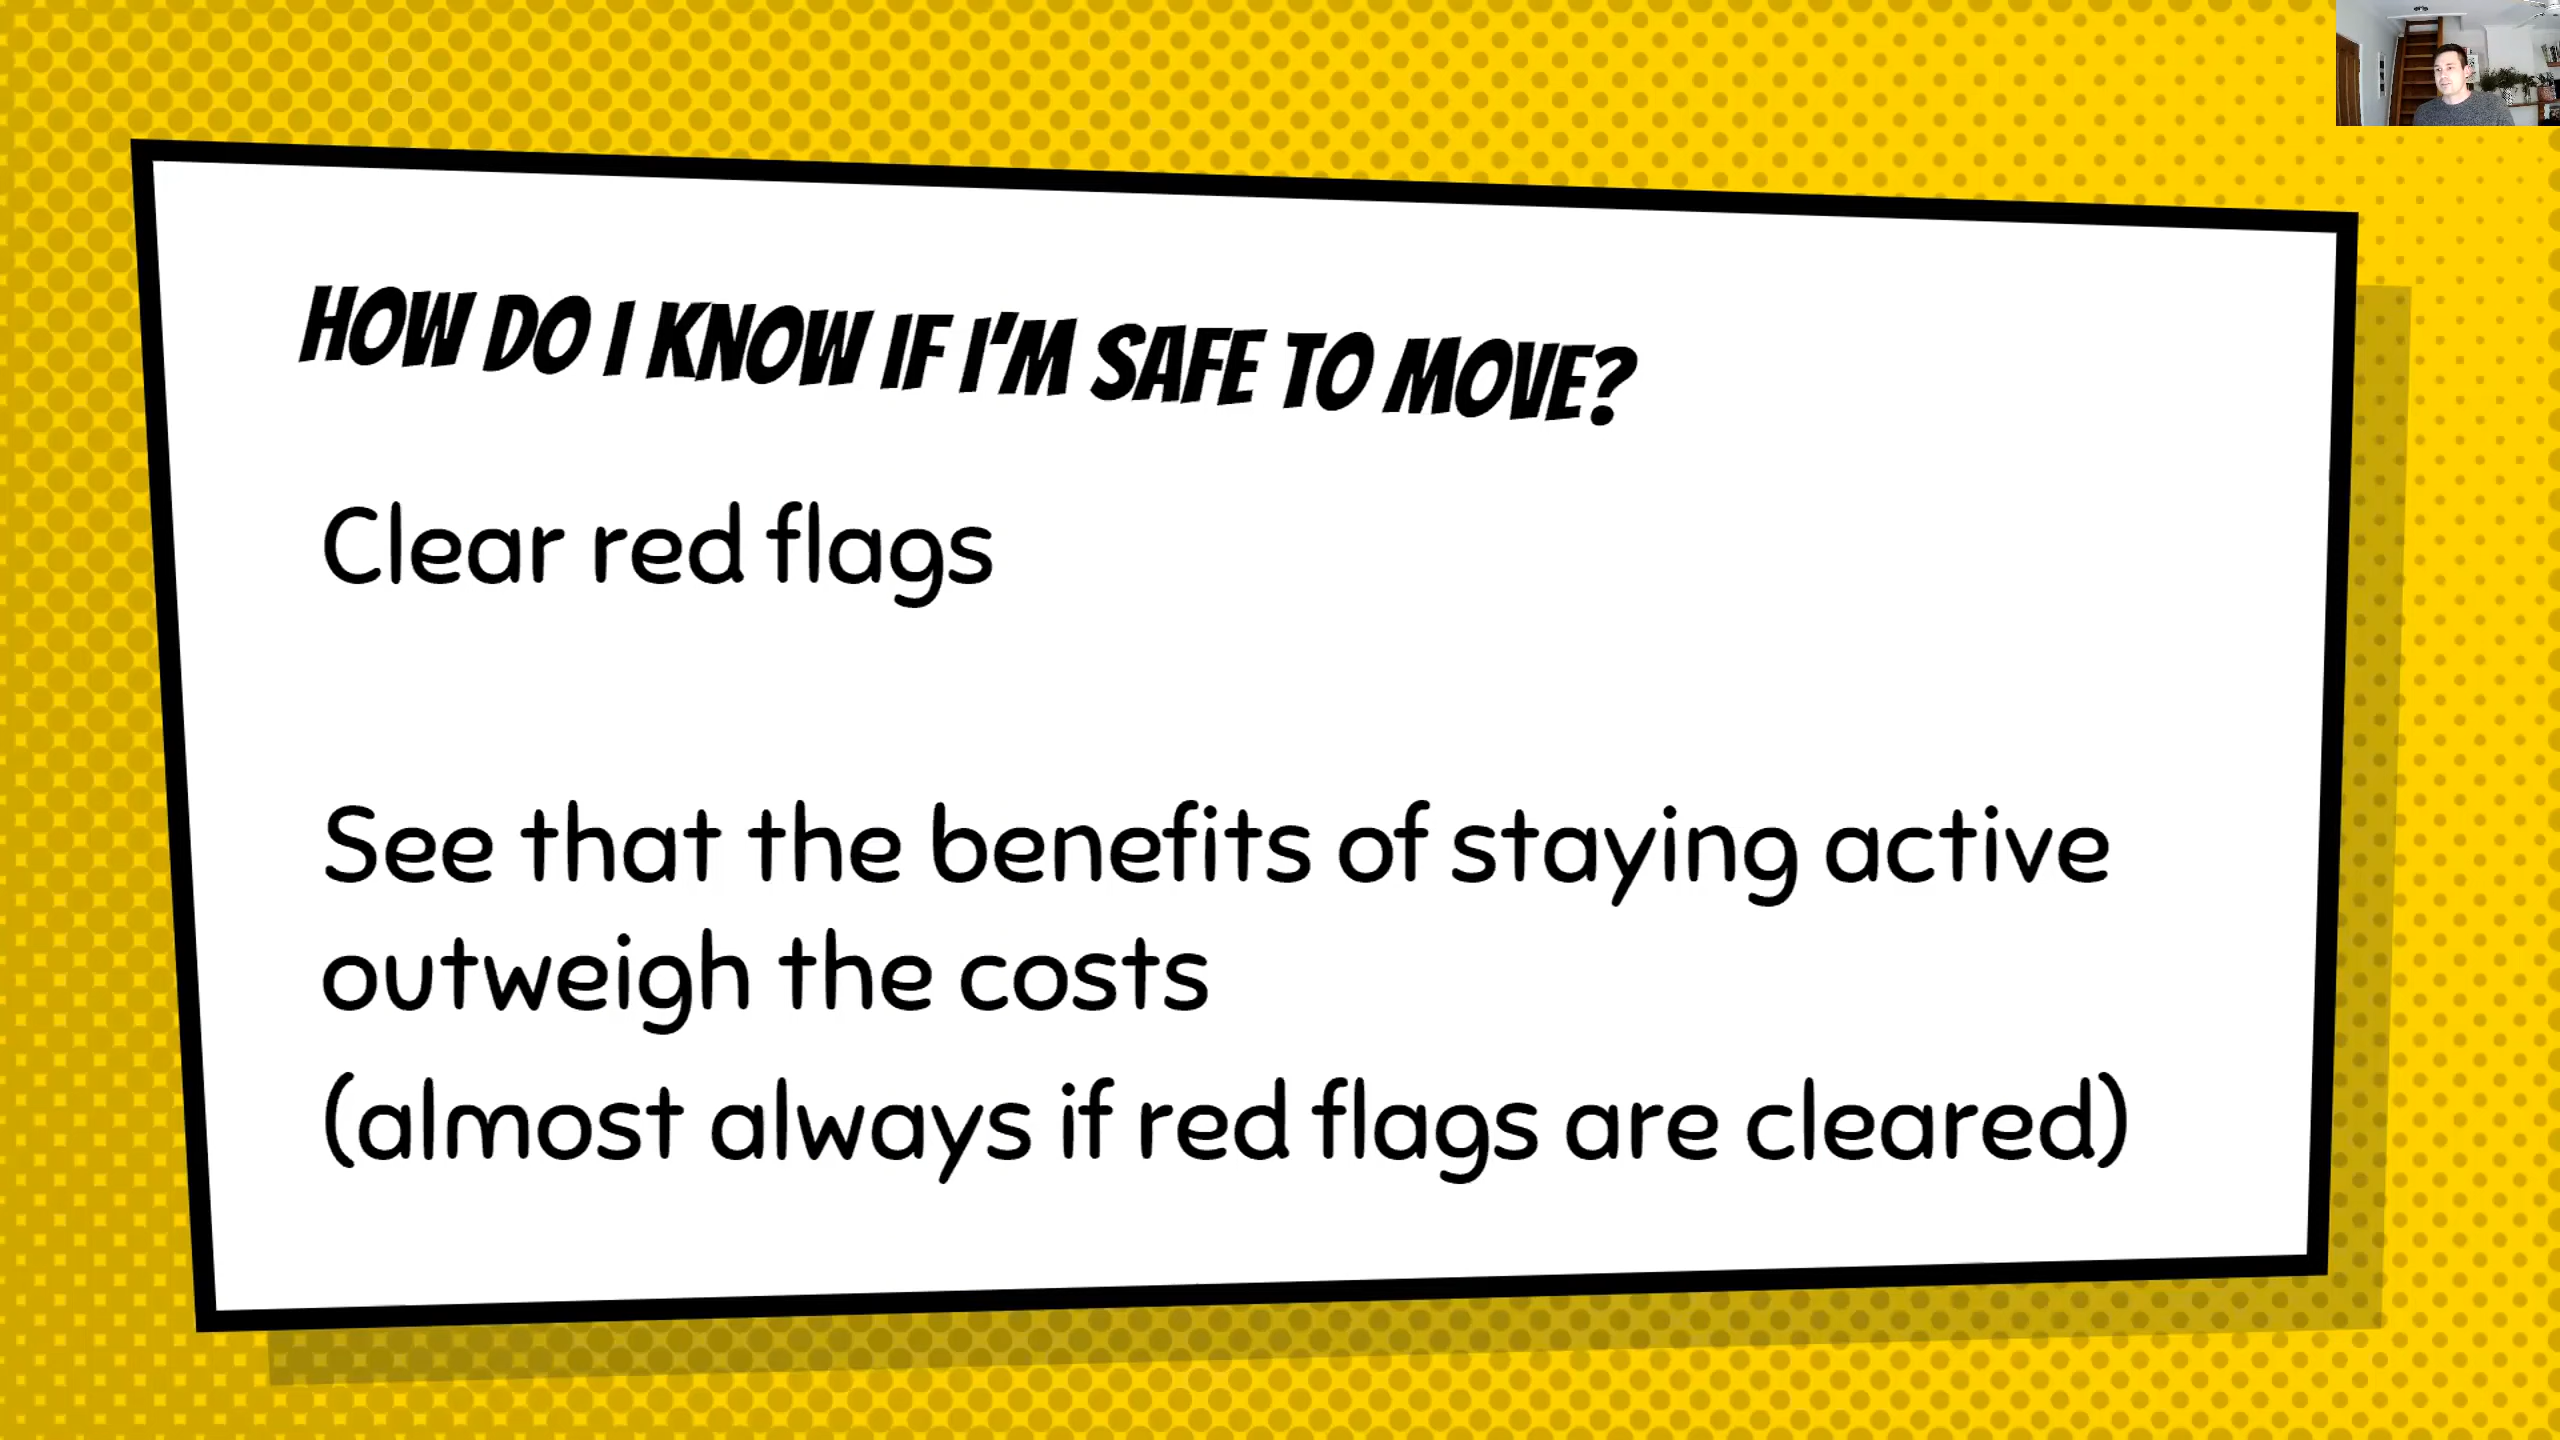 HOW DO I KNOW IF I'M SAFE TO MOVE?
Clear red flags
See that the benefits of staying active
outweigh the costs
(almost always if red flags are cleared)